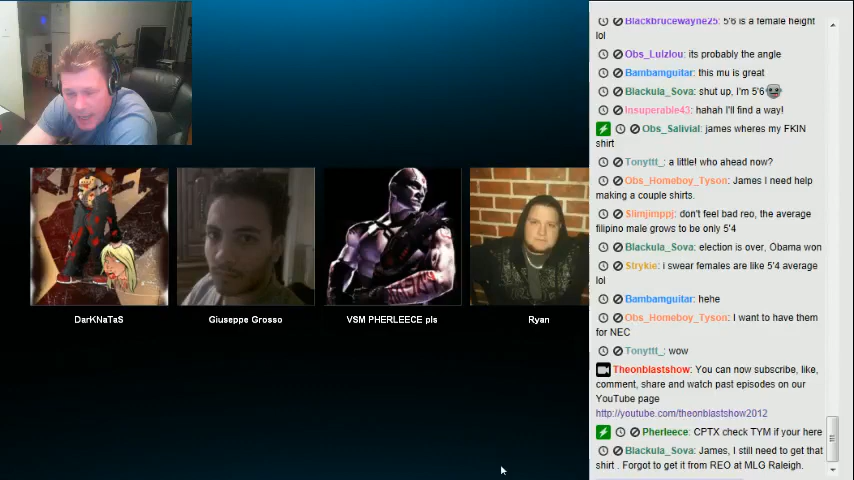 Blackbrucewayne25: 5'6 is a female height
lol
Obs_Lulzlou: its probably the angle
Bambamguitar: this mu is great
Blackula_Sova: shut up, I'm 5'6
Insuperable43: hahah I'll find a way!
Obs_Salivial: james wheres my FKIN
shirt
Tonyttt_: a little! who ahead now?
Obs_Homeboy_Tyson: James I need help
making a couple shirts.
Slimjimppj: don't feel bad reo, the average
filipino male grows to be only 5'4
Blackula_Sova: election is over, Obama won
Strykie: i swear females are like 5'4 average
lol
Bambamguitar: hehe
Obs_Homeboy_Tyson: I want to have them
for NEC
Tonyttt_: wow
Theonblastshow: You can now subscribe, like,
comment, share and watch past episodes on our
YouTube page
http://youtube.com/theonblastshow2012
Pherleece: CPTX check TYM if your here
Blackula_Sova: James, I still need to get that
shirt . Forgot to get it from REO at MLG Raleigh.
DarKNaTaS
Giuseppe Grosso
VSM PHERLEECE pls
Ryan